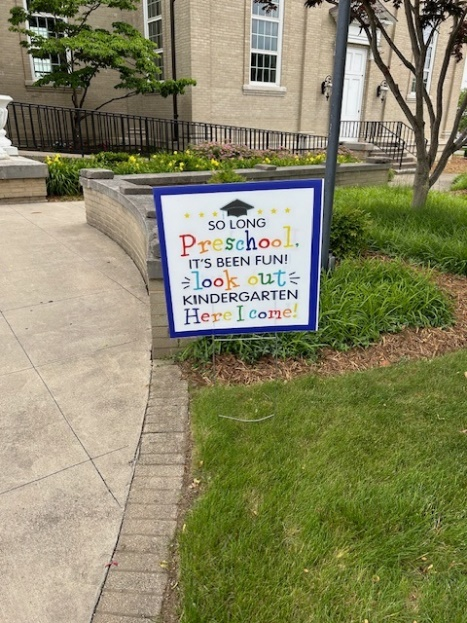 SO LONG
Preschool,
IT'S BEEN FUN!
look out
KINDERGARTEN
Here I come!